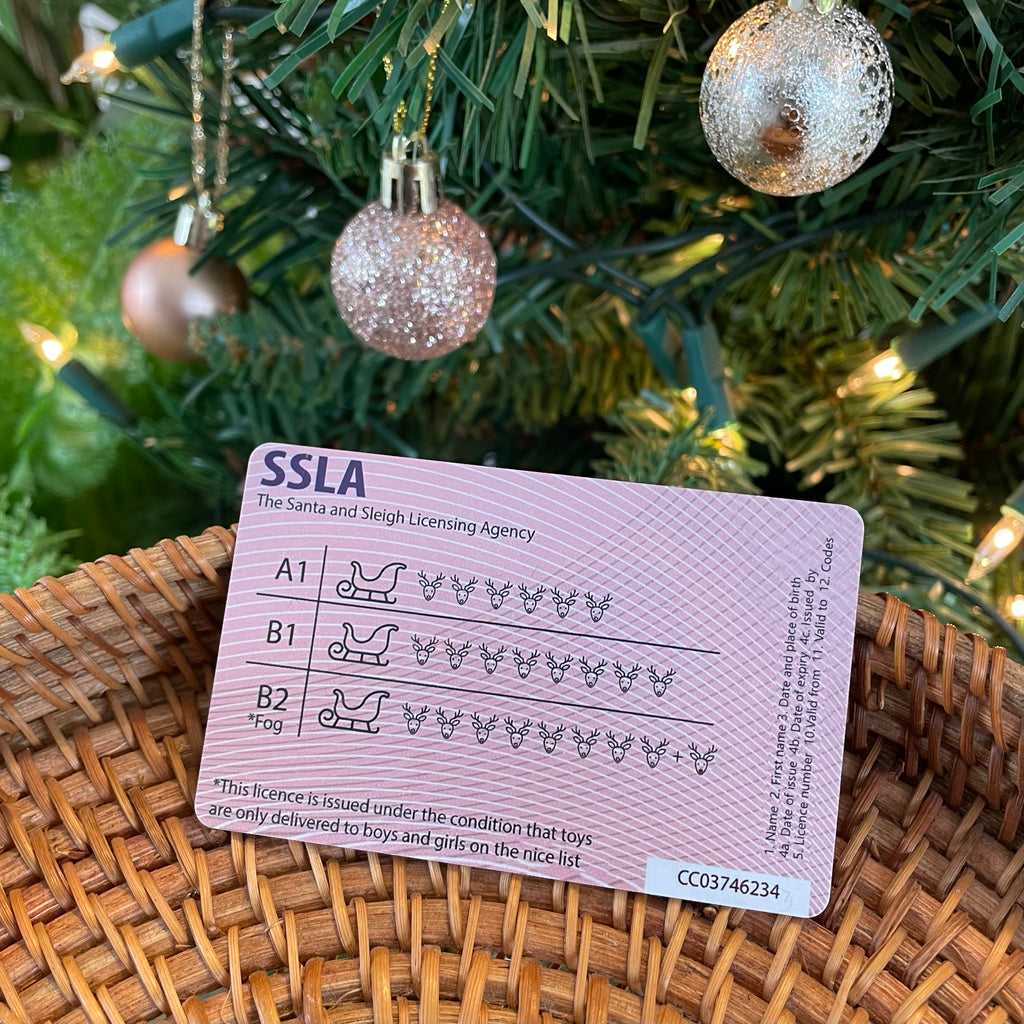 SSLA
The Santa and Sleigh Licensing Agency
A1
B1
B2
*Fog
+
*This licence is issued under the condition that toys
are only delivered to boys and girls on the nice list
1. Name 2. First name 3. Date and place of birth
4a. Date of issue 4b. Date of expiry 4c. Issued by
5. Licence number 10.Valid from 11. Valid to 12. Codes
CC03746234